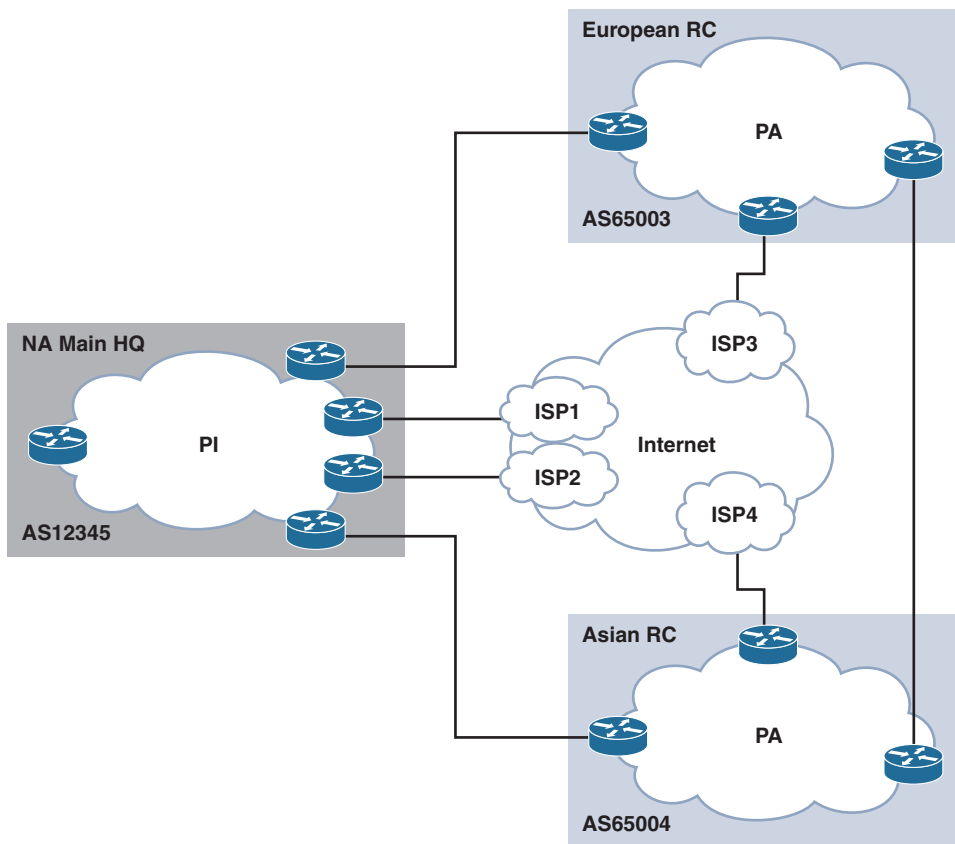 European RC
PA
AS65003
NA Main HQ
PI
AS12345
ISP3
ISP1
Internet
ISP2
ISP4
Asian RC
PA
AS65004